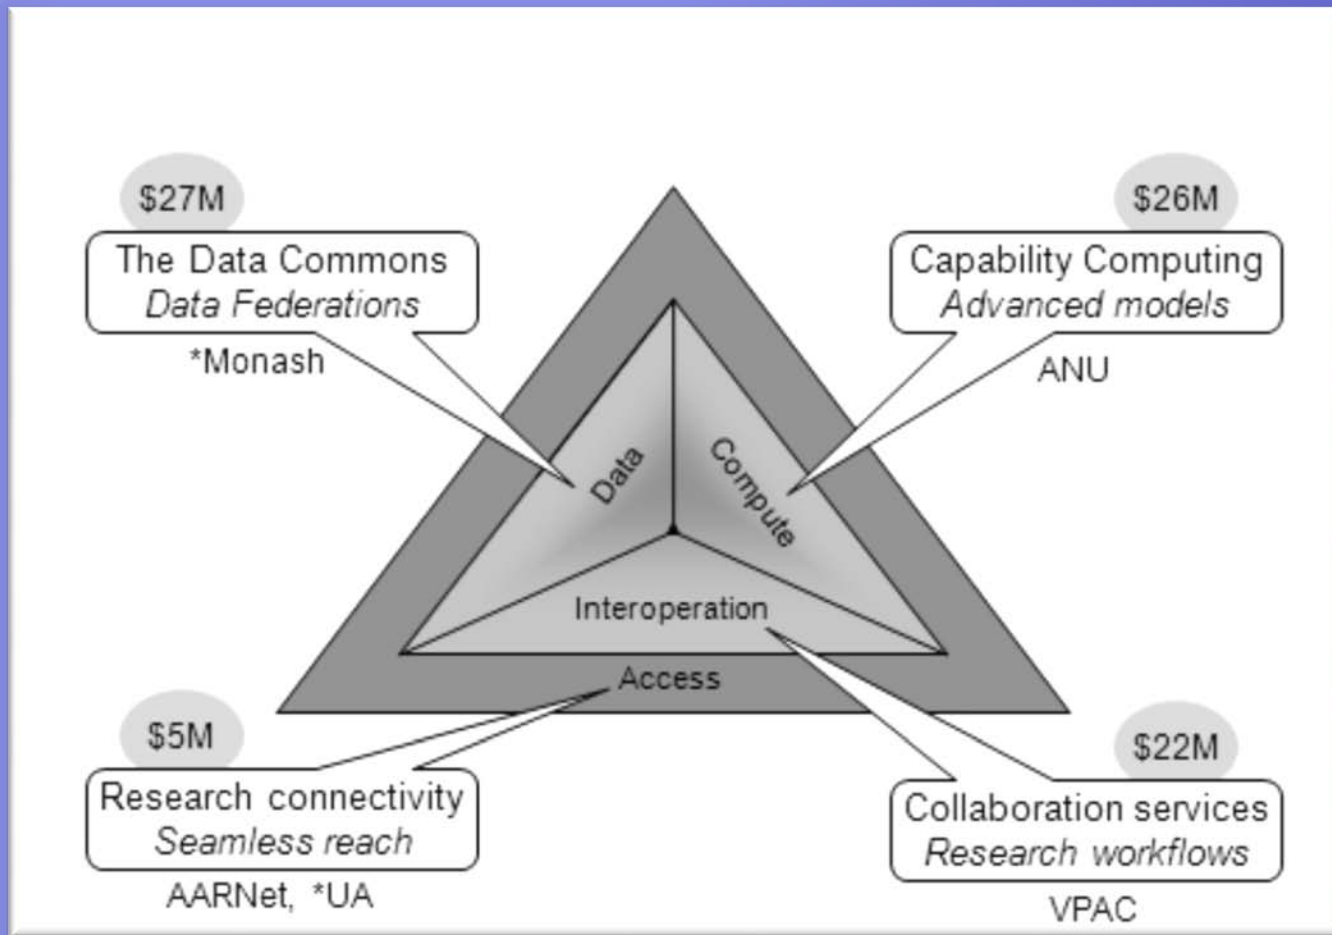 $27M
The Data Commons
Data Federations
*Monash
$26M
Capability Computing
Advanced models
ANU
Data
Compute
Interoperation
Access
$5M
Research connectivity
Seamless reach
AARNet, *UA
$22M
Collaboration services
Research workflows
VPAC